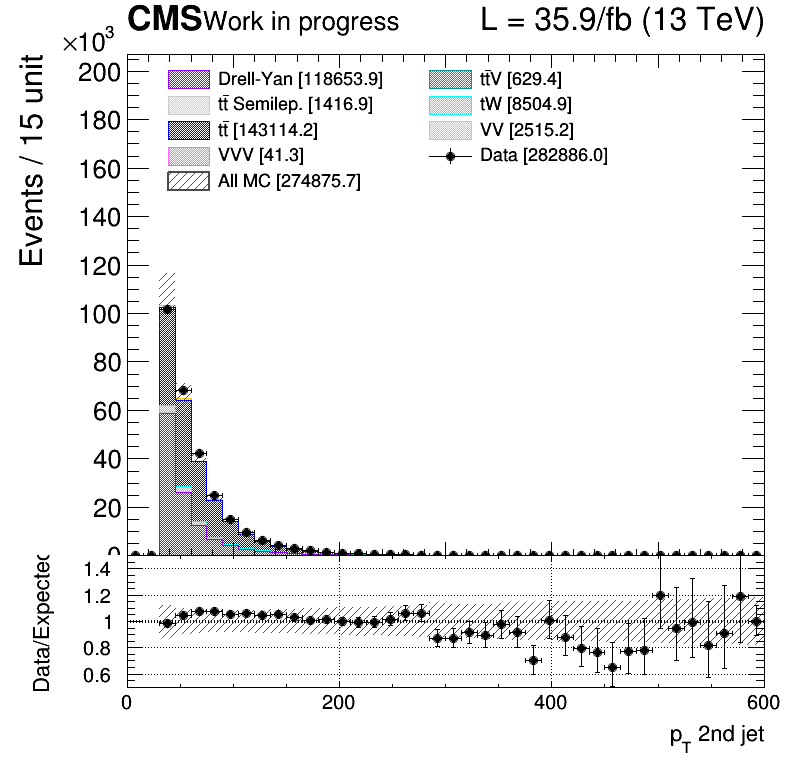 CMS Work in progress L = 35.9/fb (13 TeV)
×10³
Events / 15 unit
200
180
160
140
120
100
80
60
40
20
0
Drell-Yan [118653.9]
tt̄ Semilep. [1416.9]
tt̄ [143114.2]
VVV [41.3]
All MC [274875.7]
tt̄V [629.4]
tW [8504.9]
VV [2515.2]
Data [282886.0]
Data/Expected
1.4
1.2
1
0.8
0.6
0 200 400 600
p_T 2nd jet